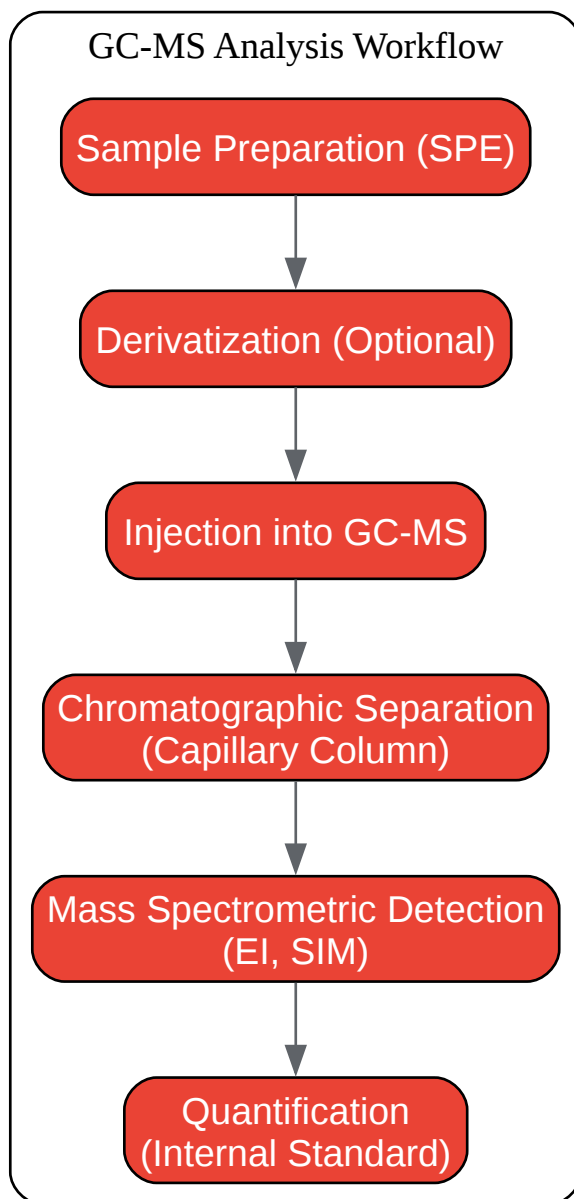 GC-MS Analysis Workflow
Sample Preparation (SPE)
Derivatization (Optional)
Injection into GC-MS
Chromatographic Separation
(Capillary Column)
Mass Spectrometric Detection
(EI, SIM)
Quantification
(Internal Standard)